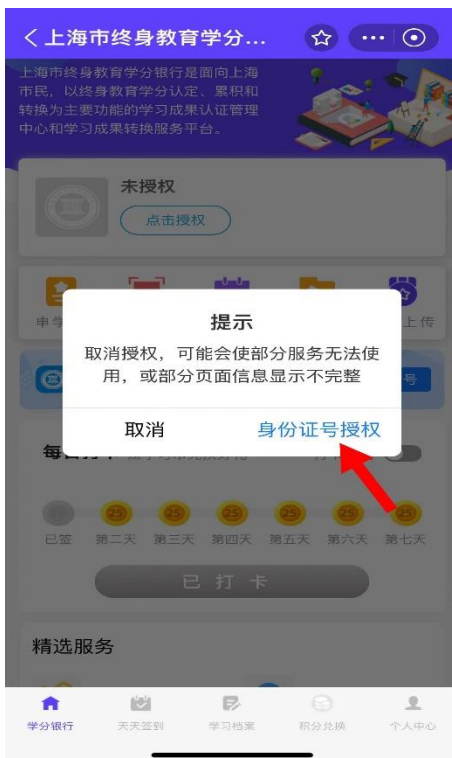 上海市终身教育学分...
上海市终身教育学分银行是面向上海
市民，以终身教育学分认定、累积和
转换为主要功能的学习成果认证管理
中心和学习成果转换服务平台。
未授权
点击授权
申学
上传
号
提示
取消授权，可能会使部分服务无法使
用，或部分页面信息显示不完整
取消
身份证号授权
25 25 25 25 25 25
已签 第二天 第三天 第四天 第五天 第六天 第七天
已打卡
精选服务
学分银行 天天签到 学习档案 积分兑换 个人中心